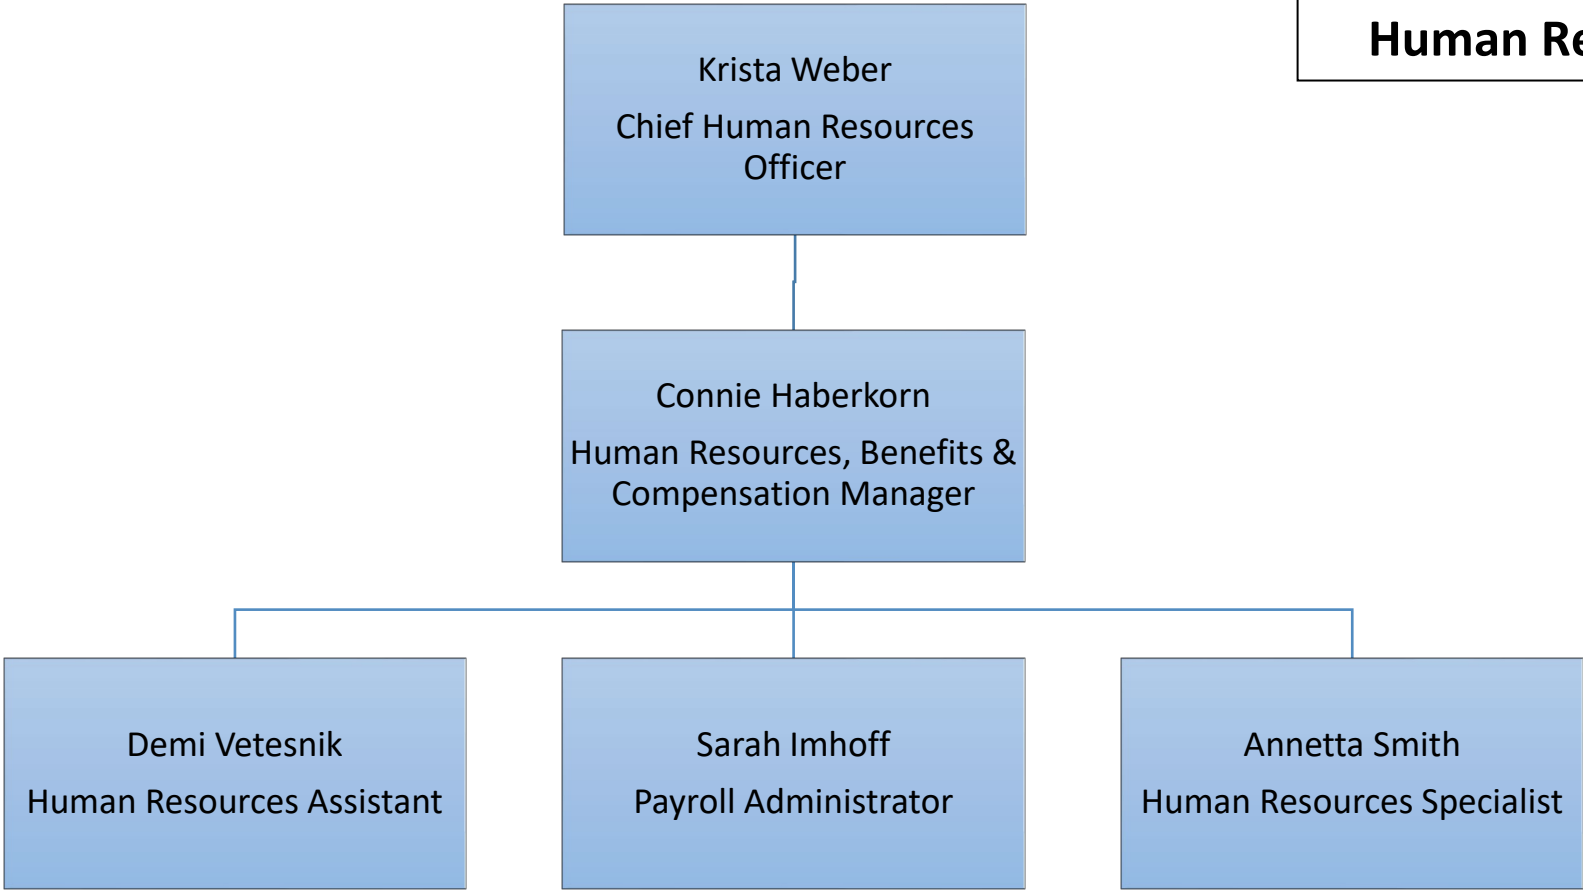 Human Re
Krista Weber
Chief Human Resources
Officer
Connie Haberkorn
Human Resources, Benefits &
Compensation Manager
Demi Vetesnik
Human Resources Assistant
Sarah Imhoff
Payroll Administrator
Annetta Smith
Human Resources Specialist